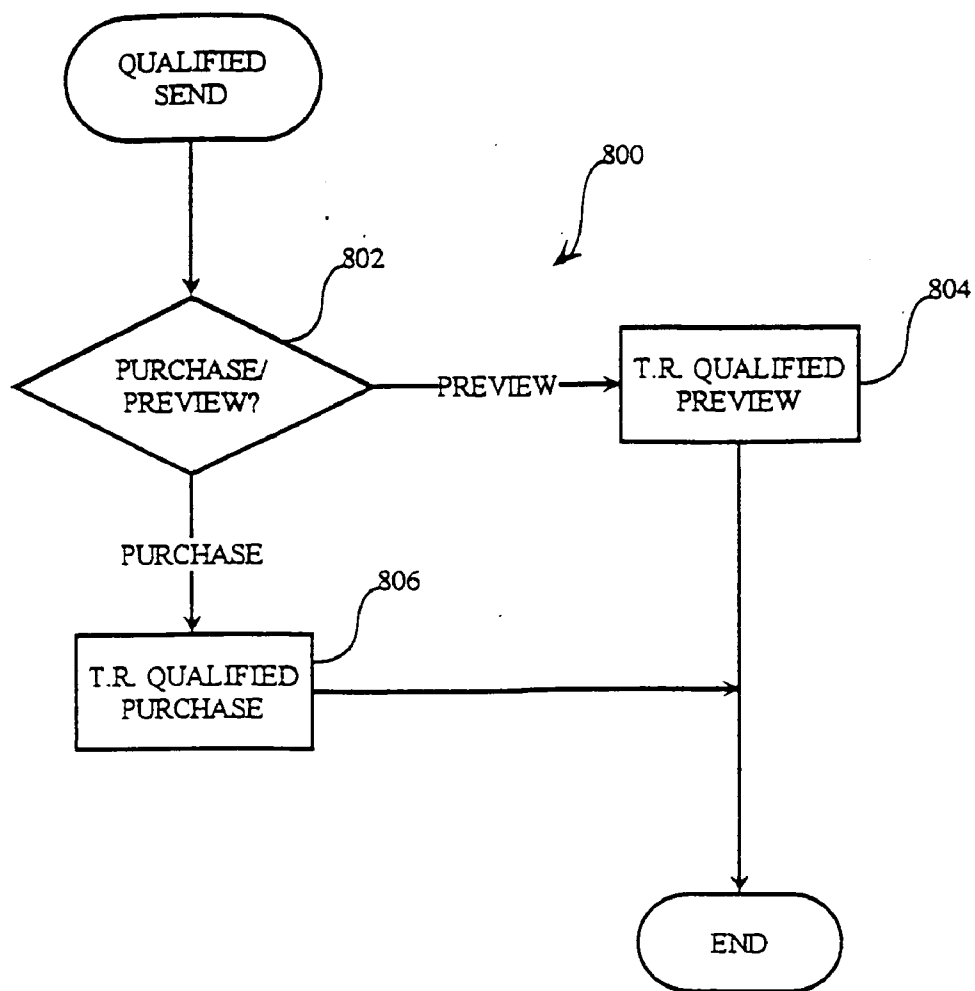 QUALIFIED
SEND
800
802
804
PURCHASE/
PREVIEW?
PREVIEW
T.R. QUALIFIED
PREVIEW
PURCHASE
806
T.R. QUALIFIED
PURCHASE
END